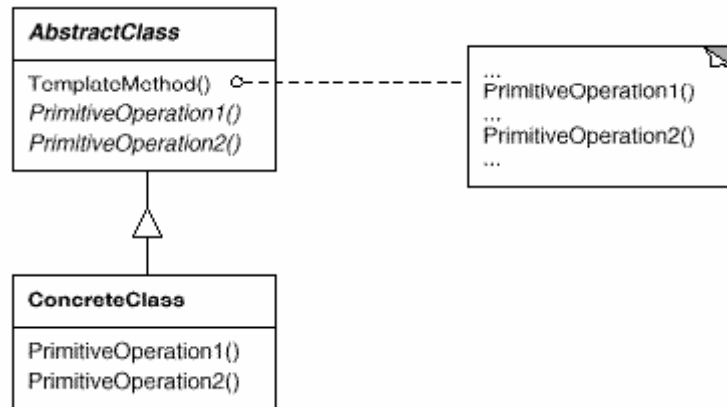 AbstractClass
TemplateMethod()
PrimitiveOperation1()
PrimitiveOperation2()
...
PrimitiveOperation1()
...
PrimitiveOperation2()
...
ConcreteClass
PrimitiveOperation1()
PrimitiveOperation2()